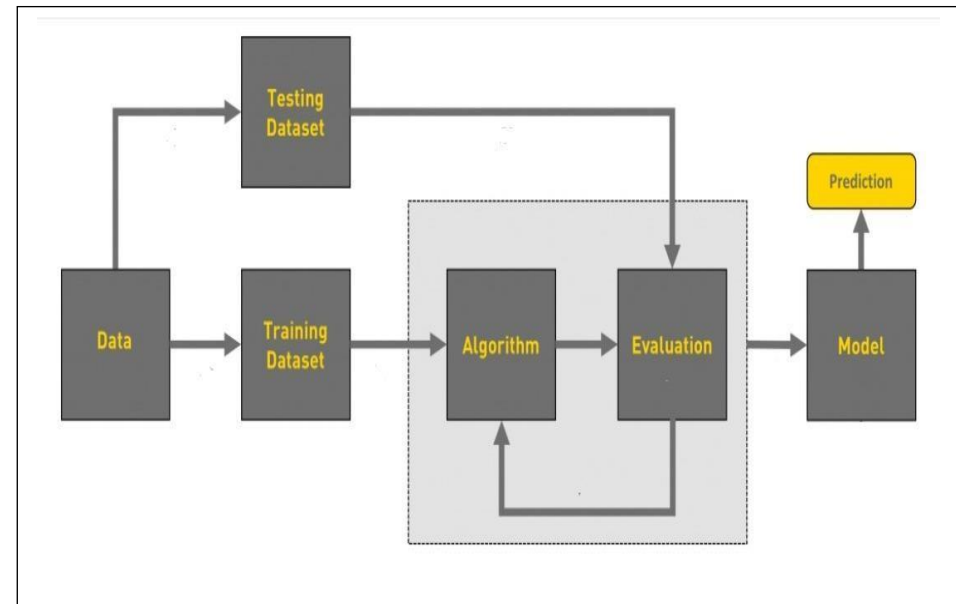 Testing
Dataset
Prediction
Data
Training
Dataset
Algorithm
Evaluation
Model